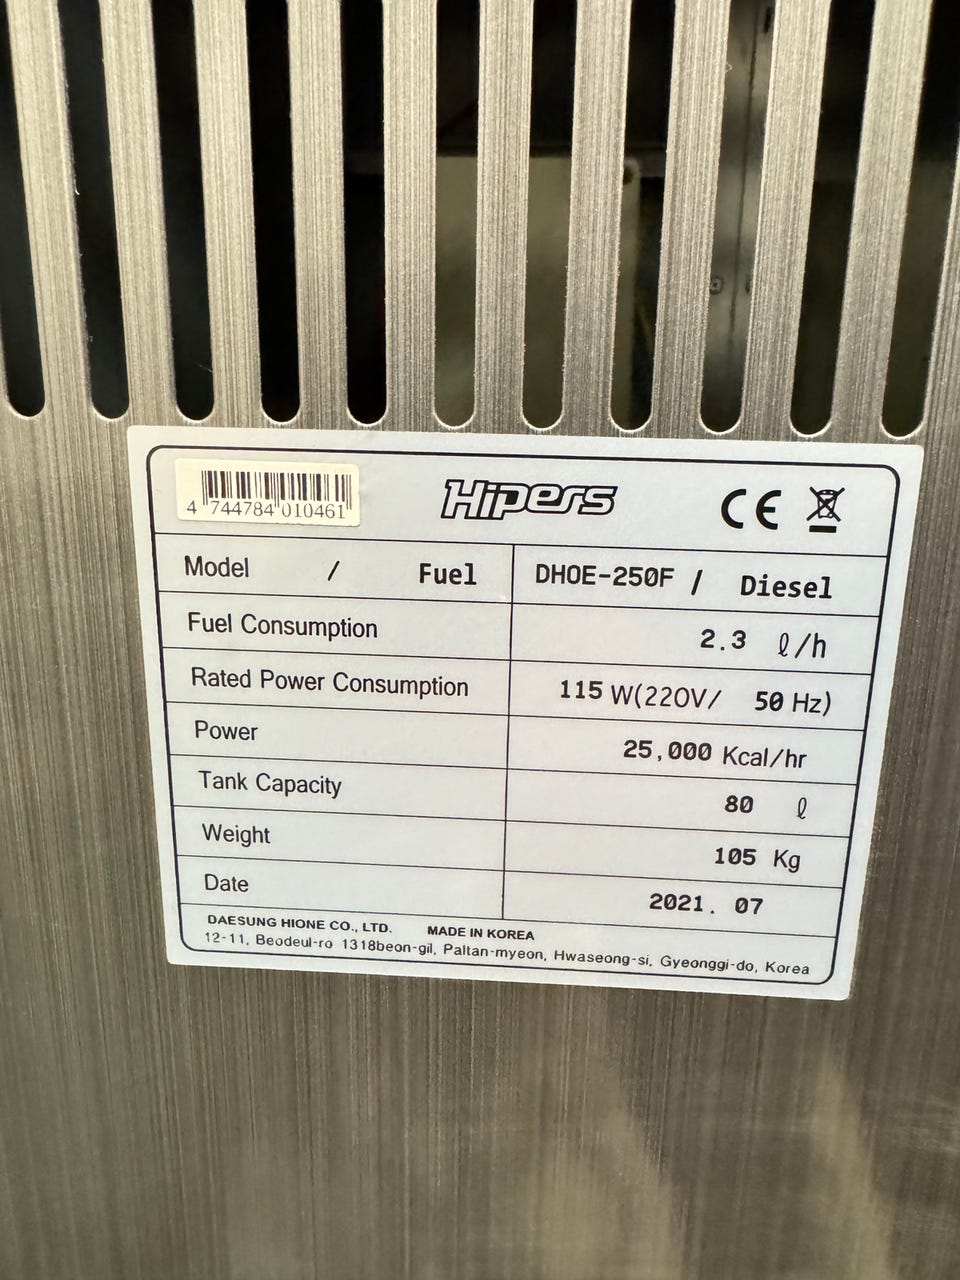 4 744784 010461
Hipers
CE
Model / Fuel DHOE-250F / Diesel
Fuel Consumption 2.3 ℓ/h
Rated Power Consumption 115 W(220V/ 50 Hz)
Power 25,000 Kcal/hr
Tank Capacity 80 ℓ
Weight 105 Kg
Date 2021. 07
DAESUNG HIONE CO., LTD. MADE IN KOREA
12-11, Beodeul-ro 1318beon-gil, Paltan-myeon, Hwaseong-si, Gyeonggi-do, Korea